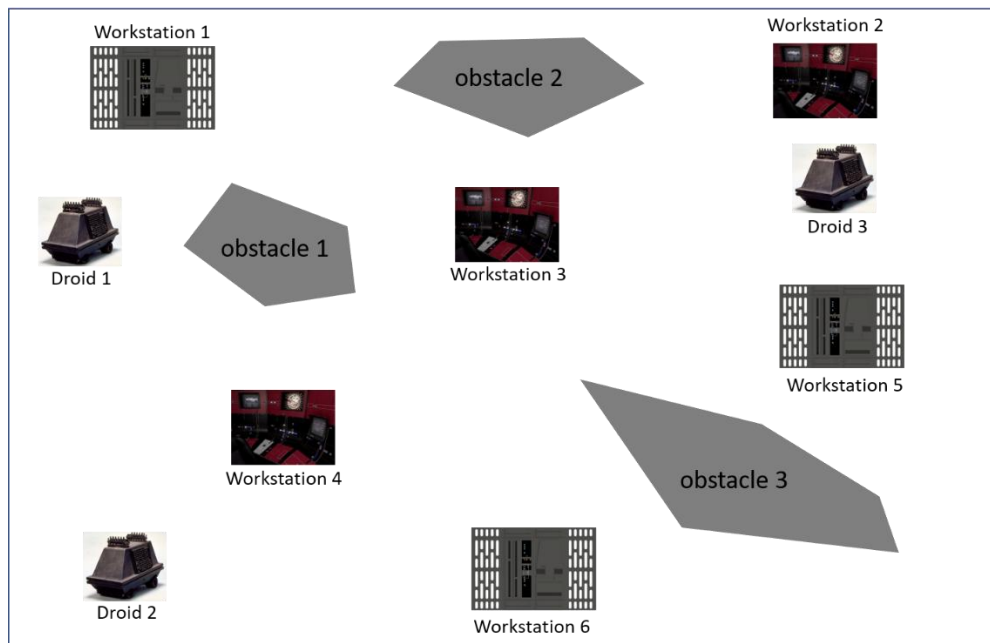 Workstation 1
Workstation 2
obstacle 2
Droid 3
obstacle 1
Workstation 3
Droid 1
Workstation 5
Workstation 4
obstacle 3
Droid 2
Workstation 6